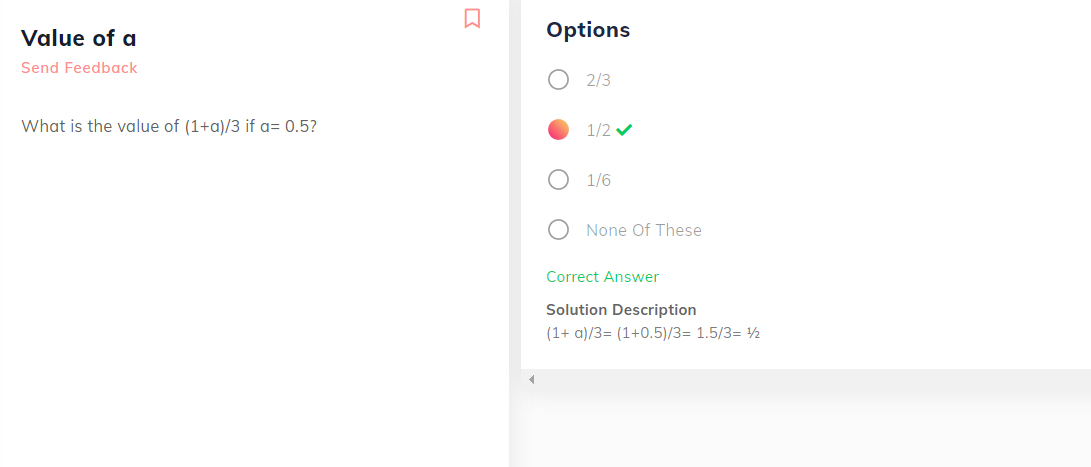 Value of a
Send Feedback
What is the value of (1+a)/3 if a= 0.5?
Options
2/3
1/2
1/6
None Of These
Correct Answer
Solution Description
(1+ a)/3= (1+0.5)/3= 1.5/3= ½